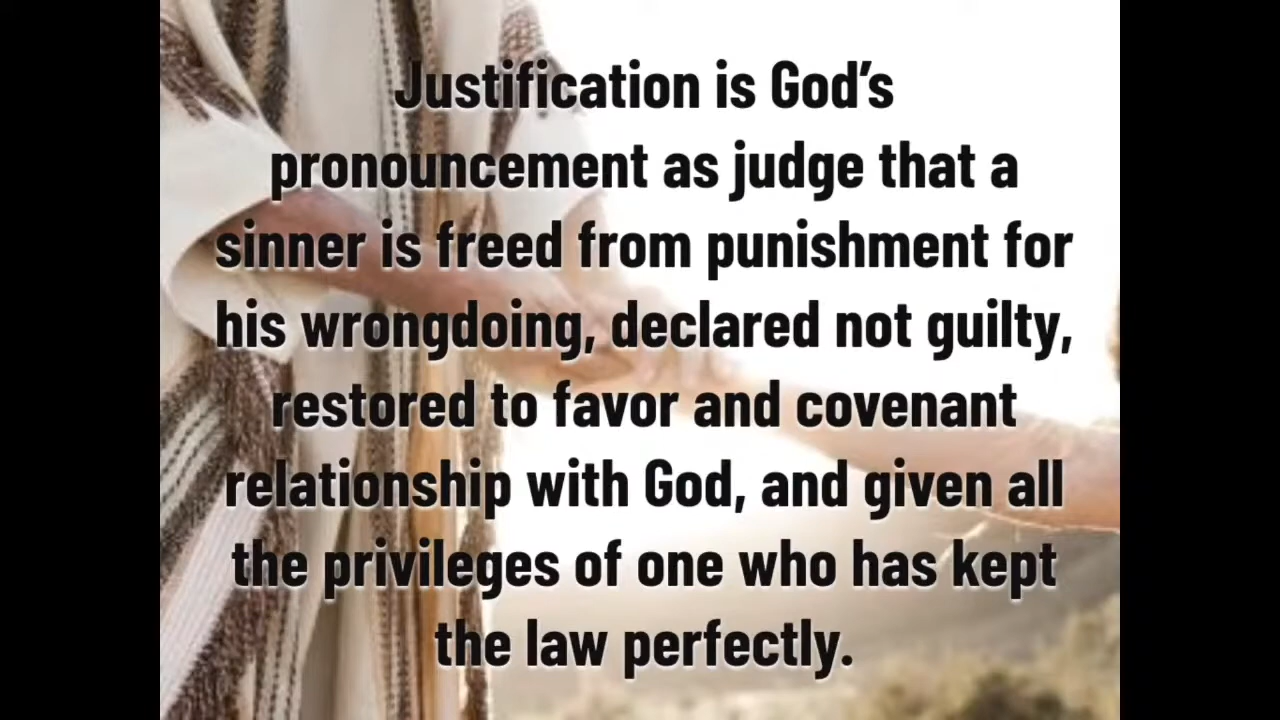 Justification is God’s
pronouncement as judge that a
sinner is freed from punishment for
his wrongdoing, declared not guilty,
restored to favor and covenant
relationship with God, and given all
the privileges of one who has kept
the law perfectly.